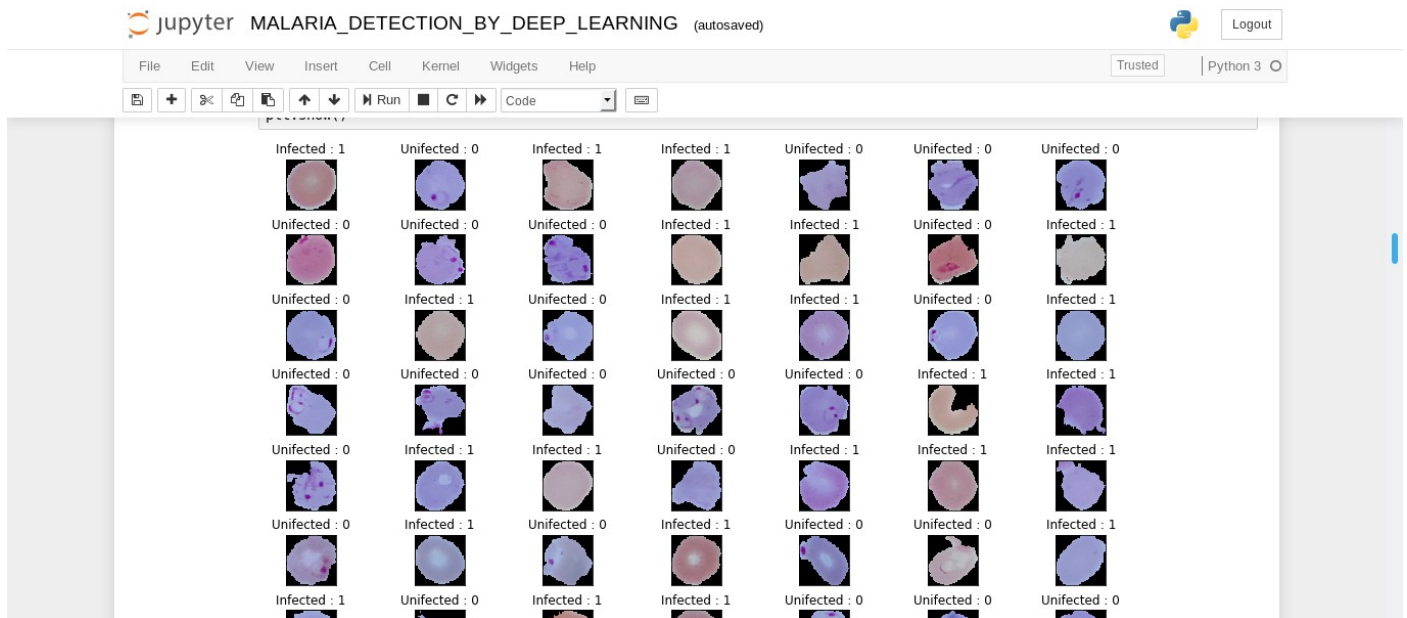 jupyter MALARIA_DETECTION_BY_DEEP_LEARNING (autosaved) Logout
File Edit View Insert Cell Kernel Widgets Help Trusted Python 3
Run Code
plt.show()
Infected : 1 Unifected : 0 Infected : 1 Infected : 1 Unifected : 0 Unifected : 0 Unifected : 0
Unifected : 0 Unifected : 0 Unifected : 0 Infected : 1 Infected : 1 Unifected : 0 Infected : 1
Unifected : 0 Infected : 1 Unifected : 0 Infected : 1 Infected : 1 Unifected : 0 Infected : 1
Unifected : 0 Unifected : 0 Unifected : 0 Unifected : 0 Unifected : 0 Infected : 1 Infected : 1
Unifected : 0 Infected : 1 Infected : 1 Unifected : 0 Infected : 1 Infected : 1 Infected : 1
Unifected : 0 Infected : 1 Unifected : 0 Infected : 1 Unifected : 0 Unifected : 0 Infected : 1
Infected : 1 Unifected : 0 Infected : 1 Infected : 1 Unifected : 0 Unifected : 0 Unifected : 0